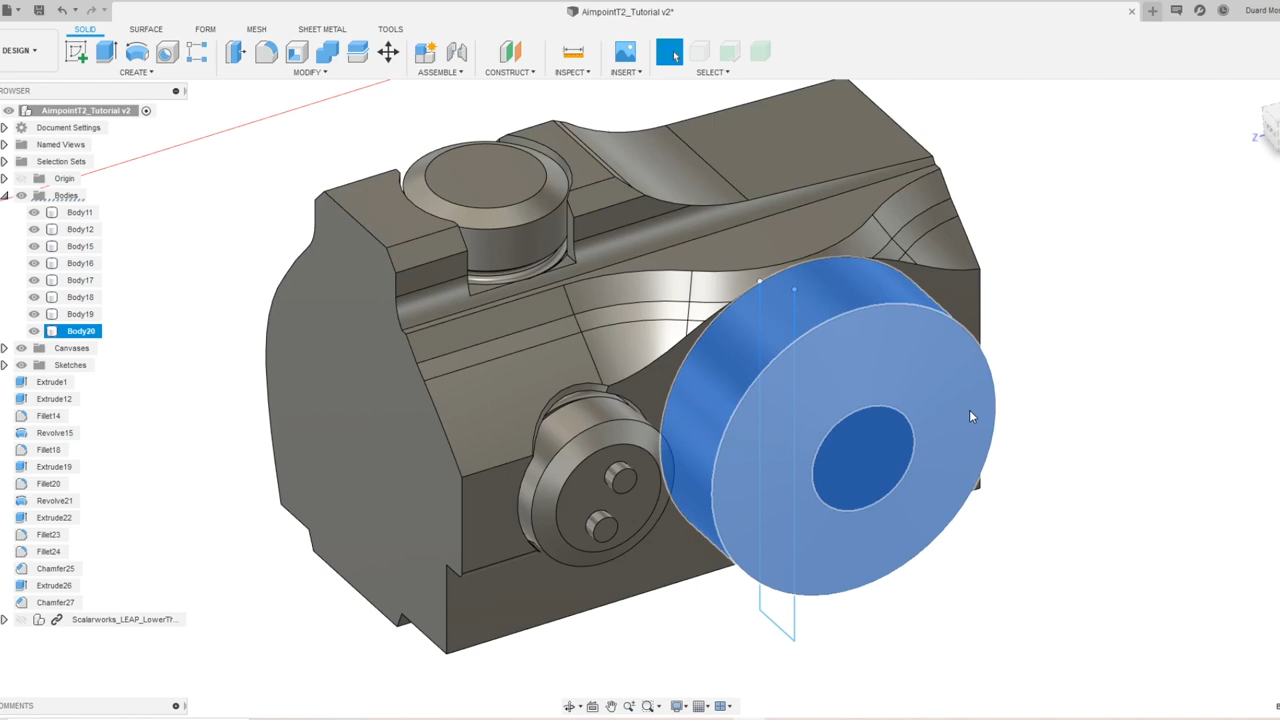 AimpointT2_Tutorial v2*
Duard Mo
SOLID SURFACE FORM MESH SHEET METAL TOOLS
DESIGN
CREATE MODIFY ASSEMBLE CONSTRUCT INSPECT INSERT SELECT
ROWSER
AimpointT2_Tutorial v2
Document Settings
Named Views
Selection Sets
Origin
Bodies
Body11
Body12
Body15
Body16
Body17
Body18
Body19
Body20
Canvases
Sketches
Extrude1
Extrude12
Fillet14
Revolve15
Fillet18
Extrude19
Fillet20
Revolve21
Extrude22
Fillet23
Fillet24
Chamfer25
Extrude26
Chamfer27
Scalarworks_LEAP_LowerTr...
Z
OMMENTS